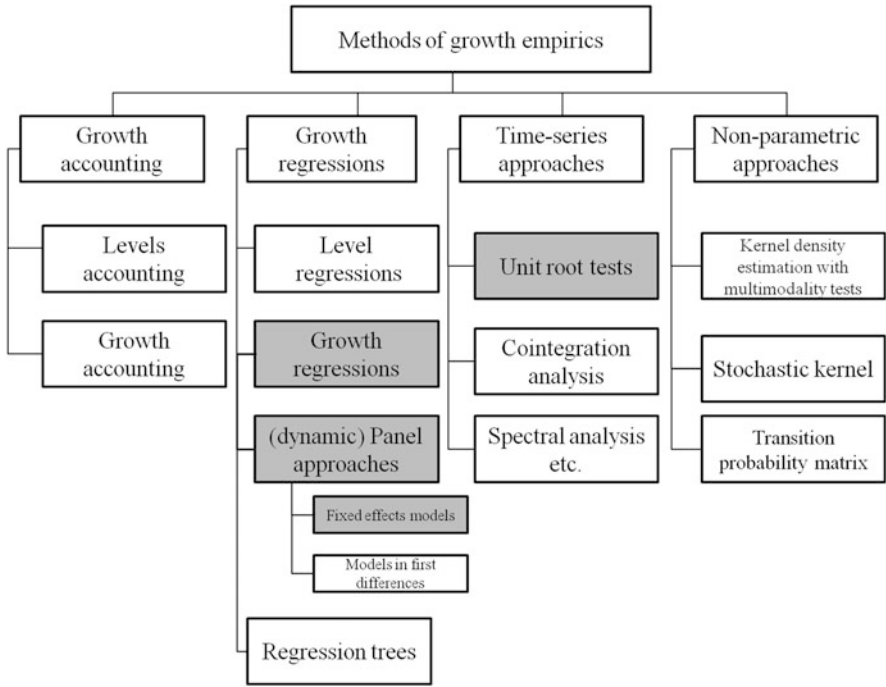 Methods of growth empirics
Growth
accounting
Growth
regressions
Time-series
approaches
Non-parametric
approaches
Levels
accounting
Level
regressions
Unit root tests
Kernel density
estimation with
multimodality tests
Growth
accounting
Growth
regressions
Cointegration
analysis
Stochastic kernel
(dynamic) Panel
approaches
Spectral analysis
etc.
Transition
probability matrix
Fixed effects models
Models in first
differences
Regression trees